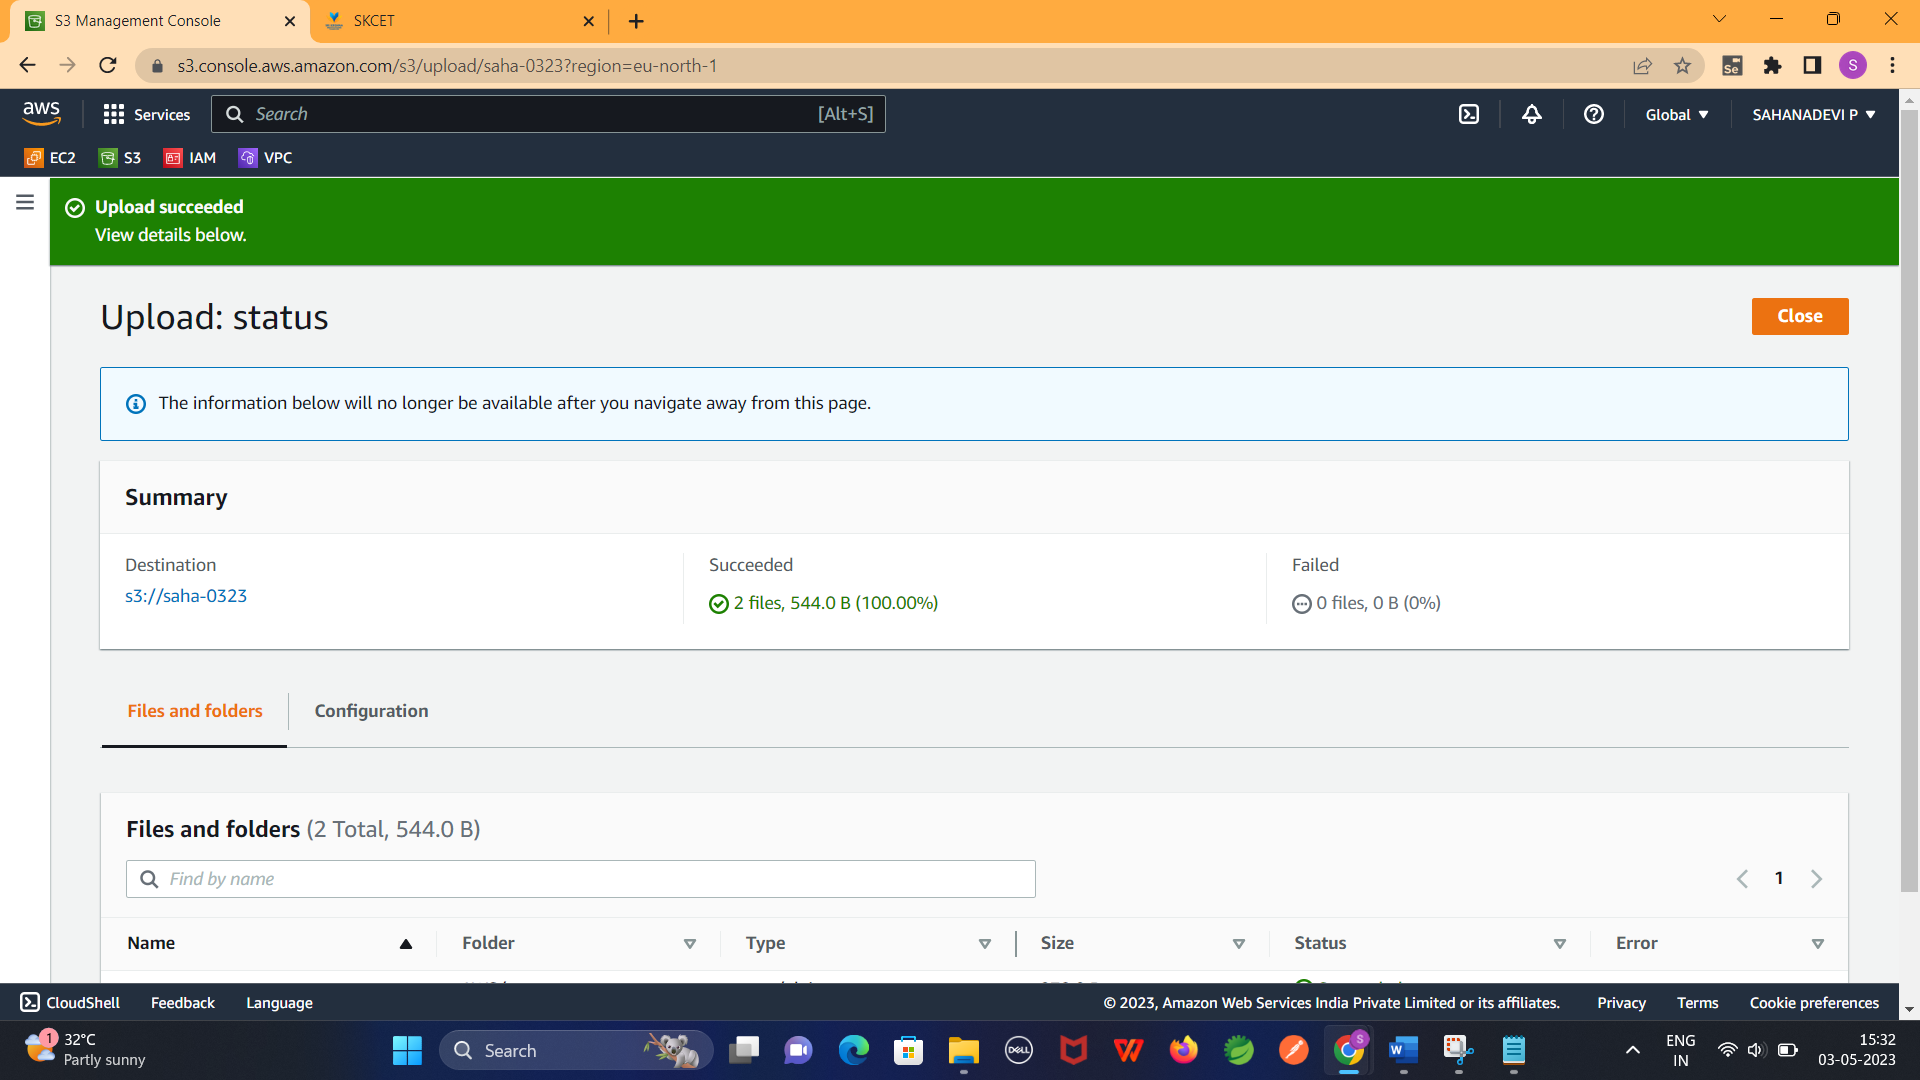 S3 Management Console
SKCET
s3.console.aws.amazon.com/s3/upload/saha-0323?region=eu-north-1
Se
S
aws
Services
Search
[Alt+S]
Global
SAHANADEVI P
EC2
S3
IAM
VPC
Upload succeeded
View details below.
Upload: status
Close
The information below will no longer be available after you navigate away from this page.
Summary
Destination
s3://saha-0323
Succeeded
2 files, 544.0 B (100.00%)
Failed
0 files, 0 B (0%)
Files and folders
Configuration
Files and folders (2 Total, 544.0 B)
Find by name
1
Name
Folder
Type
Size
Status
Error
CloudShell
Feedback
Language
© 2023, Amazon Web Services India Private Limited or its affiliates.
Privacy
Terms
Cookie preferences
1
32°C
Partly sunny
Search
DELL
S
W
ENG
IN
15:32
03-05-2023